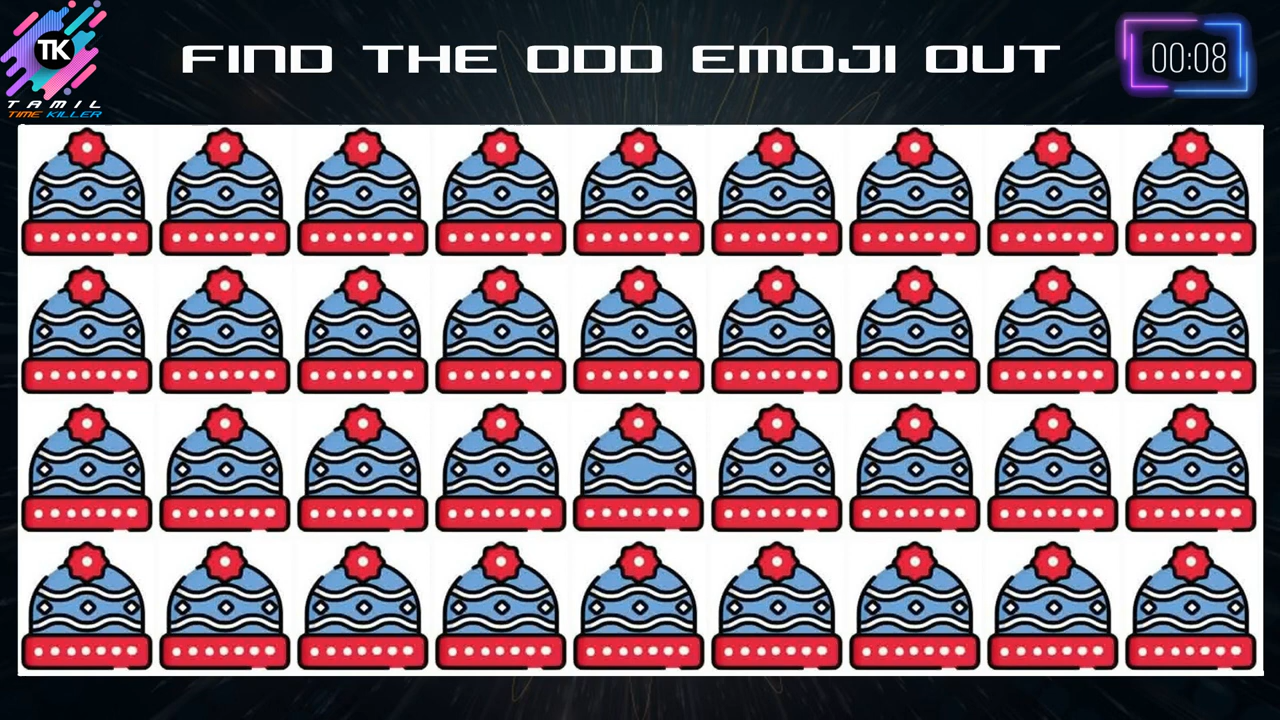 TK
TAMIL
TIME KILLER
FIND THE ODD EMOJI OUT
00:08